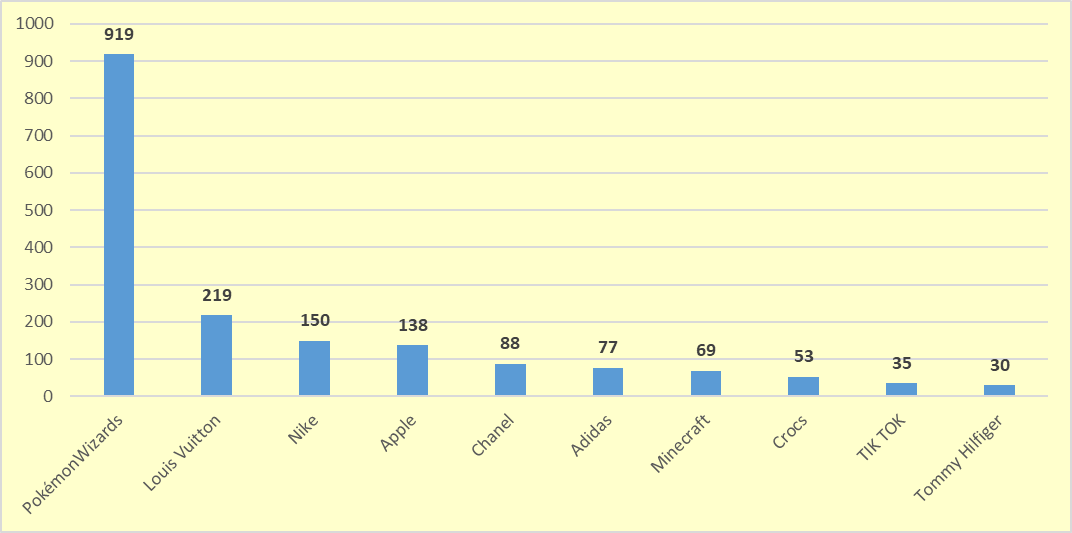 1000
900
800
700
600
500
400
300
200
100
0
919
219
150
138
88
77
69
53
35
30
PokémonWizards
Louis Vuitton
Nike
Apple
Chanel
Adidas
Minecraft
Crocs
TIK TOK
Tommy Hilfiger